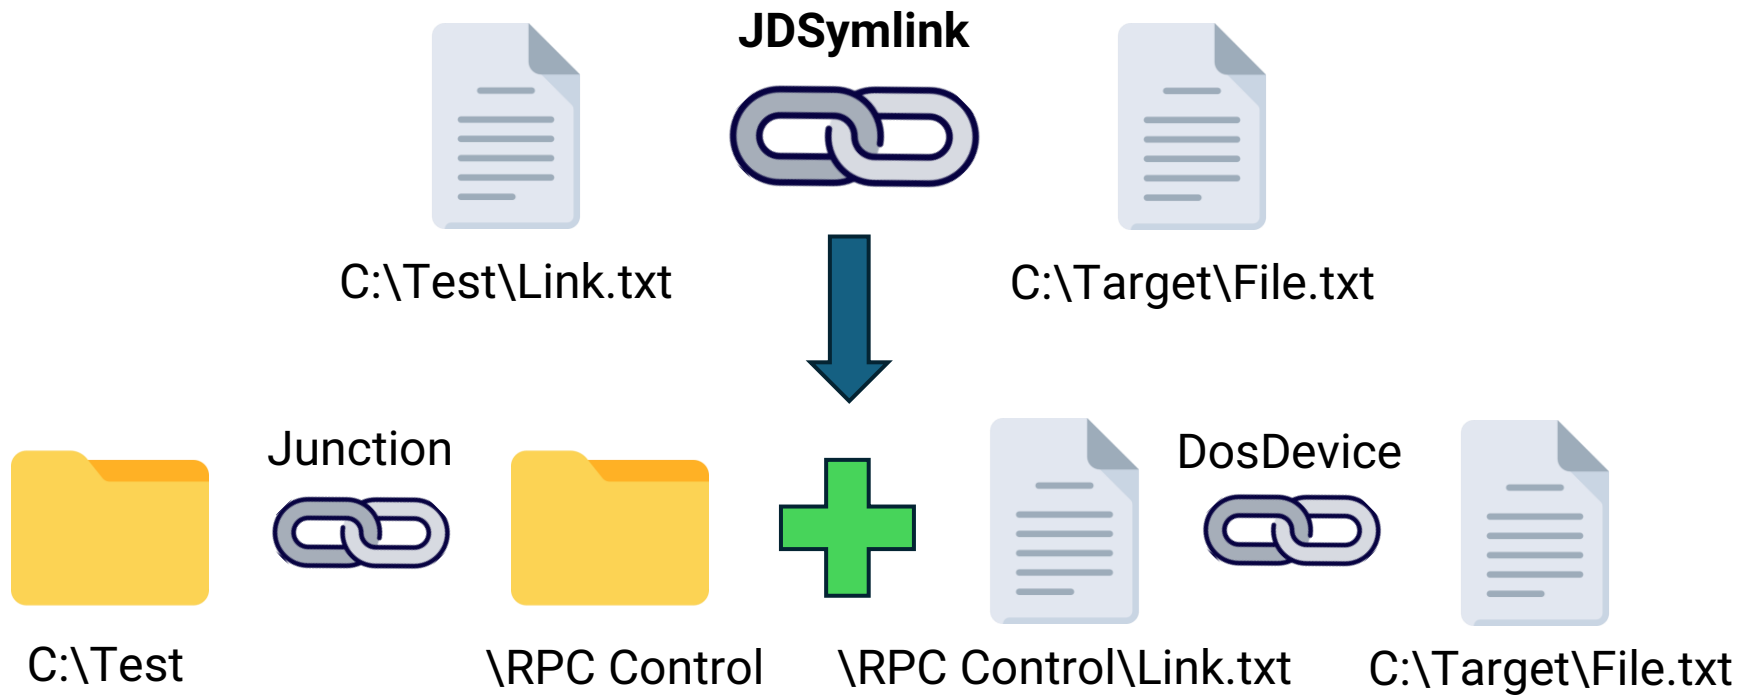 JDSymlink
C:\Test\Link.txt
C:\Target\File.txt
Junction
DosDevice
C:\Test
\RPC Control
\RPC Control\Link.txt
C:\Target\File.txt